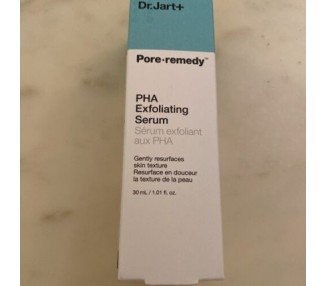 Dr.Jart+
Pore·remedy™
PHA
Exfoliating
Serum
Sérum exfoliant
aux PHA
Gently resurfaces
skin texture
Resurface en douceur
la texture de la peau
30 mL / 1.01 fl. oz.